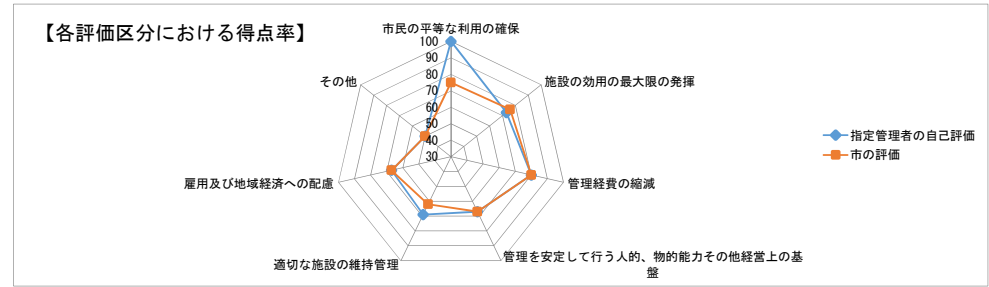 【各評価区分における得点率】
市民の平等な利用の確保
施設の効用の最大限の発揮
管理経費の縮減
管理を安定して行う人的、物的能力その他経営上の基
盤
適切な施設の維持管理
雇用及び地域経済への配慮
その他
100
90
80
70
60
50
40
30
指定管理者の自己評価
市の評価